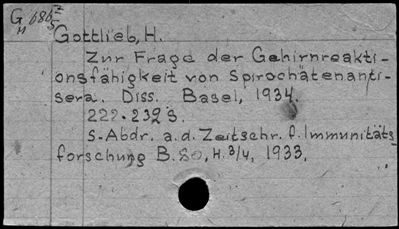 G 686
M
Gottlieb, H.
Zur Frage der Gehirnreakti-
onsfähigkeit von Spirochätenanti-
sera. Diss. Basel, 1934.
222-232 S.
S-Abdr. a.d. Zeitschr. f. Immunitäts-
forschung B. 80, H. 3/4, 1933,